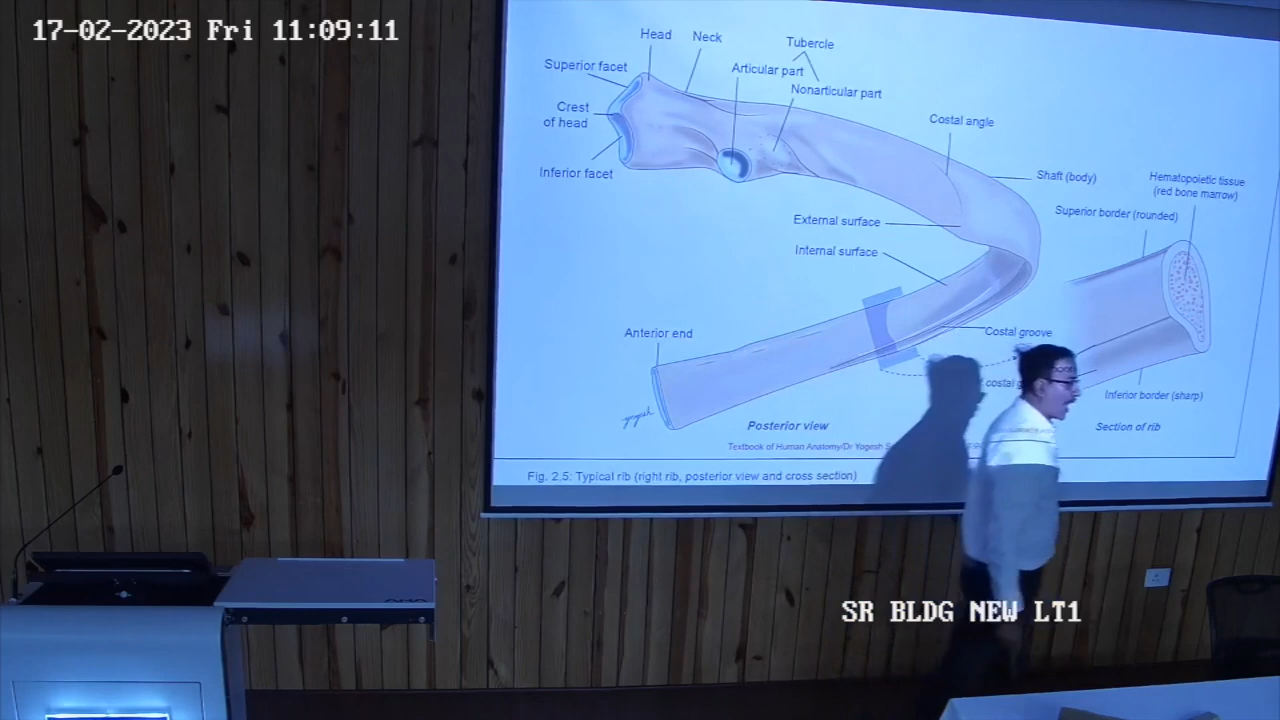 17-02-2023 Fri 11:09:11
Head
Neck
Tubercle
Superior facet
Articular part
Nonarticular part
Crest
of head
Costal angle
Inferior facet
Shaft (body)
Hematopoietic tissue
(red bone marrow)
Superior border (rounded)
External surface
Internal surface
Anterior end
Costal groove
costal
Inferior border (sharp)
yogesh
Posterior view
Section of rib
Textbook of Human Anatomy/Dr Yogesh
Fig. 2.5: Typical rib (right rib, posterior view and cross section)
SR BLDG NEW LT1